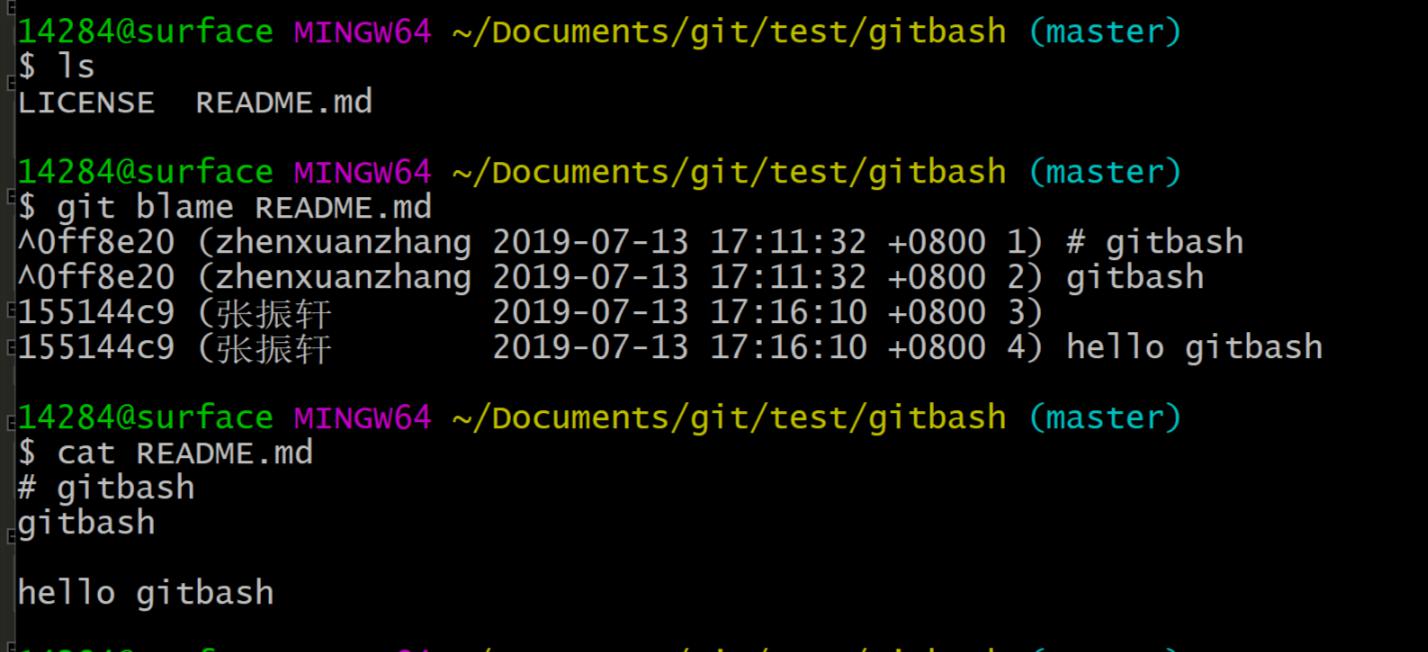 14284@surface MINGW64 ~/Documents/git/test/gitbash (master)
$ ls
LICENSE  README.md
14284@surface MINGW64 ~/Documents/git/test/gitbash (master)
$ git blame README.md
^0ff8e20 (zhenxuanzhang 2019-07-13 17:11:32 +0800 1) # gitbash
^0ff8e20 (zhenxuanzhang 2019-07-13 17:11:32 +0800 2) gitbash
155144c9 (张振轩        2019-07-13 17:16:10 +0800 3)
155144c9 (张振轩        2019-07-13 17:16:10 +0800 4) hello gitbash
14284@surface MINGW64 ~/Documents/git/test/gitbash (master)
$ cat README.md
# gitbash
gitbash
hello gitbash